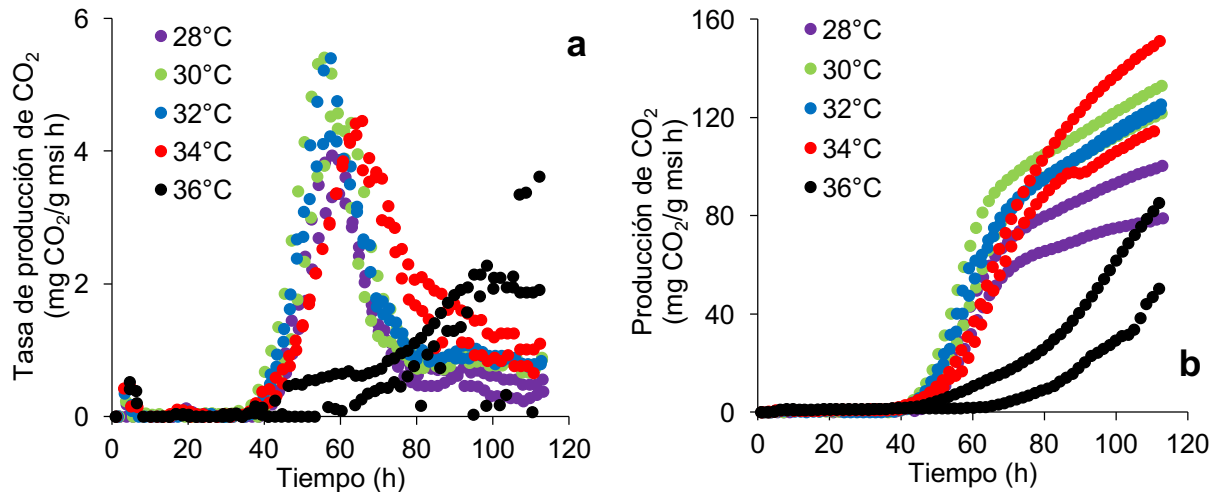 Tasa de producción de CO₂
(mg CO₂/g msi h)
6
4
2
0
0 20 40 60 80 100 120
Tiempo (h)
28°C
30°C
32°C
34°C
36°C
a
Producción de CO₂
(mg CO₂/g msi h)
160
120
80
40
0
0 20 40 60 80 100 120
Tiempo (h)
28°C
30°C
32°C
34°C
36°C
b